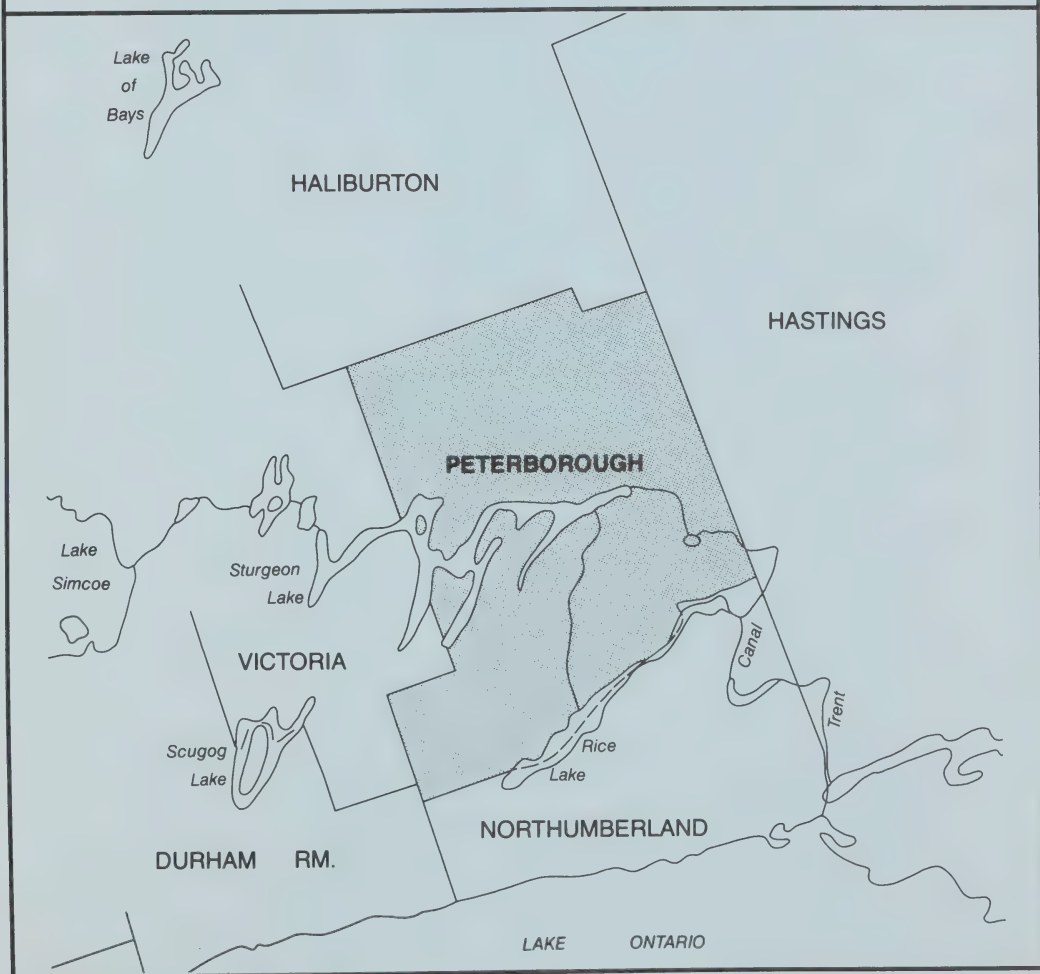 Lake
of
Bays
HALIBURTON
HASTINGS
PETERBOROUGH
Lake
Simcoe
Sturgeon
Lake
VICTORIA
Canal
Trent
Scugog
Lake
Rice
Lake
NORTHUMBERLAND
DURHAM RM.
LAKE ONTARIO